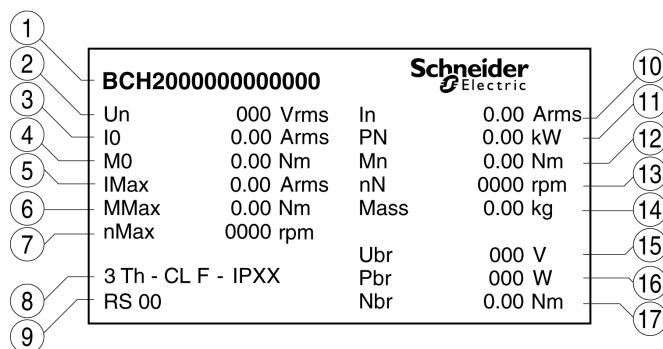 1
2
3
4
5
6
7
8
9
BCH2000000000000
Un 000 Vrms
I0 0.00 Arms
M0 0.00 Nm
IMax 0.00 Arms
MMax 0.00 Nm
nMax 0000 rpm
3 Th - CL F - IPXX
RS 00
Schneider
Electric
In 0.00 Arms
PN 0.00 kW
Mn 0.00 Nm
nN 0000 rpm
Mass 0.00 kg
Ubr 000 V
Pbr 000 W
Nbr 0.00 Nm
10
11
12
13
14
15
16
17